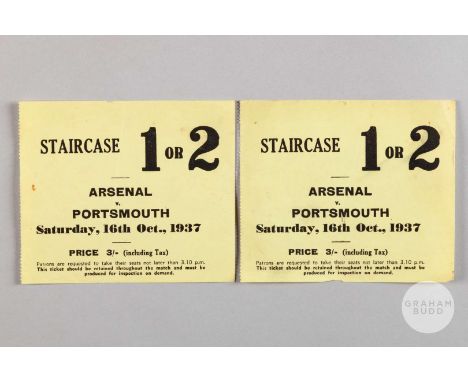 STAIRCASE 1 OR 2
ARSENAL
v.
PORTSMOUTH
Saturday, 16th Oct., 1937
PRICE 3/- (including Tax)
Patrons are requested to take their seats not later than 3.10 p.m.
This ticket should be retained throughout the match and must be
produced for inspection on demand.
STAIRCASE 1 OR 2
ARSENAL
v.
PORTSMOUTH
Saturday, 16th Oct., 1937
PRICE 3/- (including Tax)
Patrons are requested to take their seats not later than 3.10 p.m.
This ticket should be retained throughout the match and must be
produced for inspection on demand.
GRAHAM
BUDD